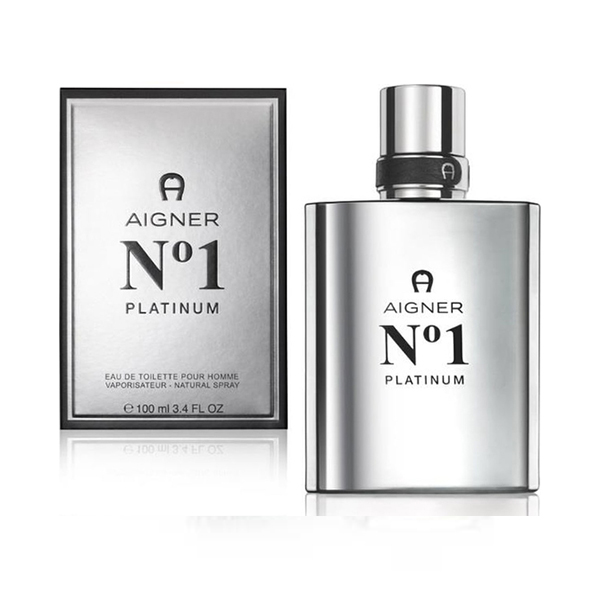 AIGNER
Nº1
PLATINUM
EAU DE TOILETTE POUR HOMME
VAPORISATEUR - NATURAL SPRAY
℮ 100 ml 3.4 FL OZ
AIGNER
Nº1
PLATINUM